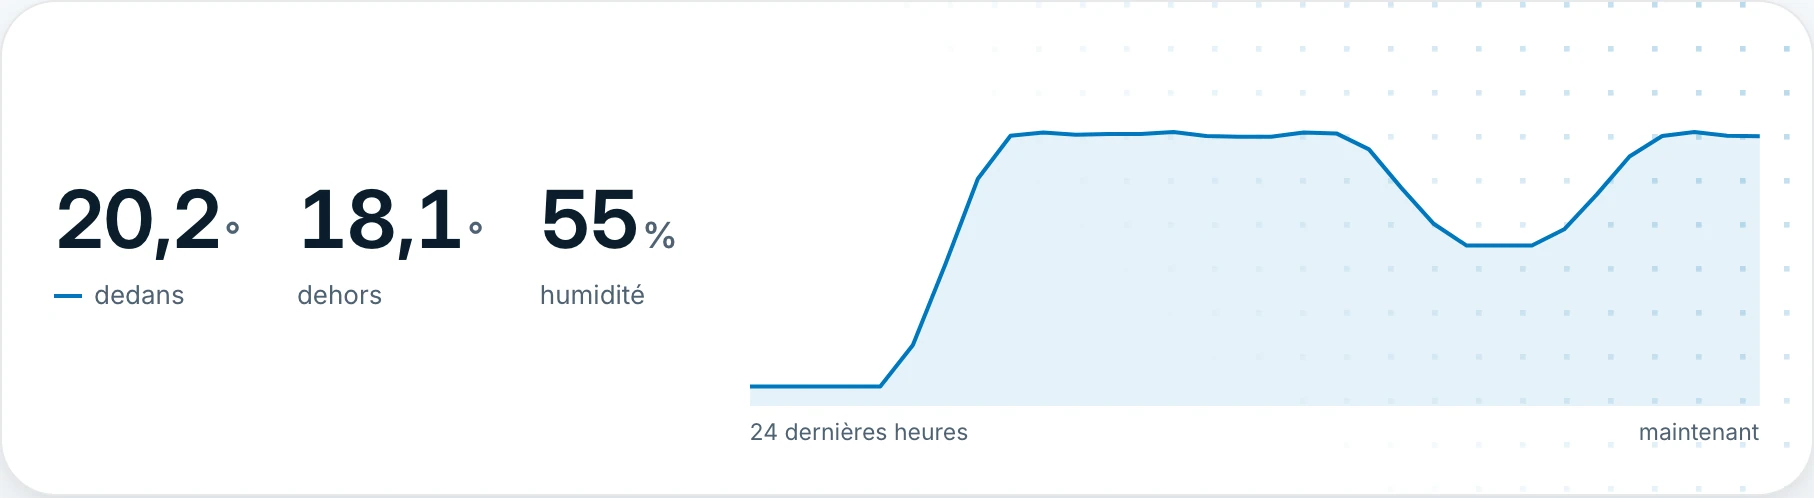 20,2° 18,1° 55%
dedans dehors humidité
24 dernières heures maintenant